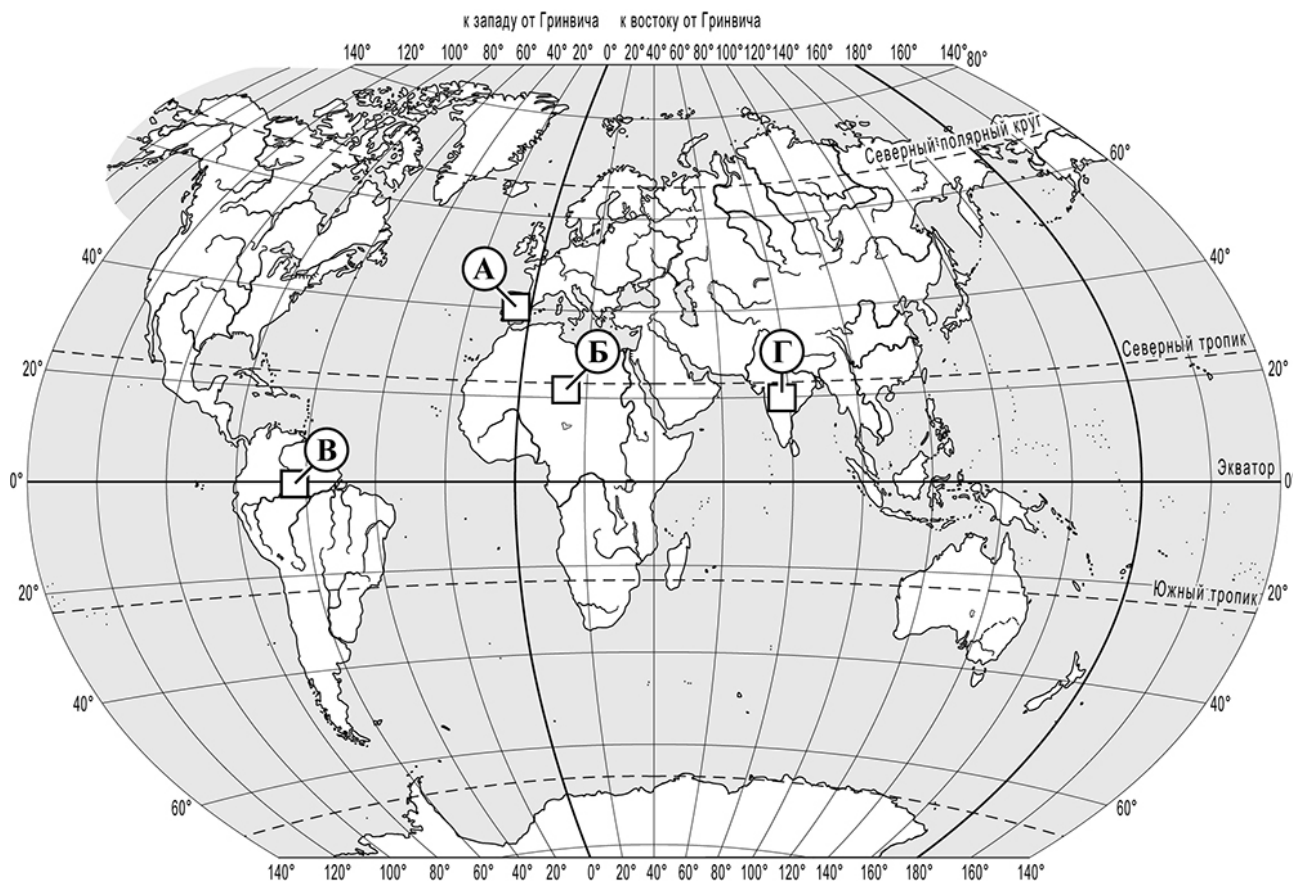 к западу от Гринвича к востоку от Гринвича
140° 120° 100° 80° 60° 40° 20° 0° 20° 40° 60° 80° 100° 120° 140° 180° 160° 140° 80°
Северный полярный круг
60°
40° 40°
А
Б Г
Северный тропик
20° 20°
В
Экватор
0° 0
20° Южный тропик 20°
40° 40°
60° 60°
140° 120° 100° 80° 60° 40° 20° 0° 20° 40° 60° 80° 100° 120° 140° 160° 180° 160° 140°